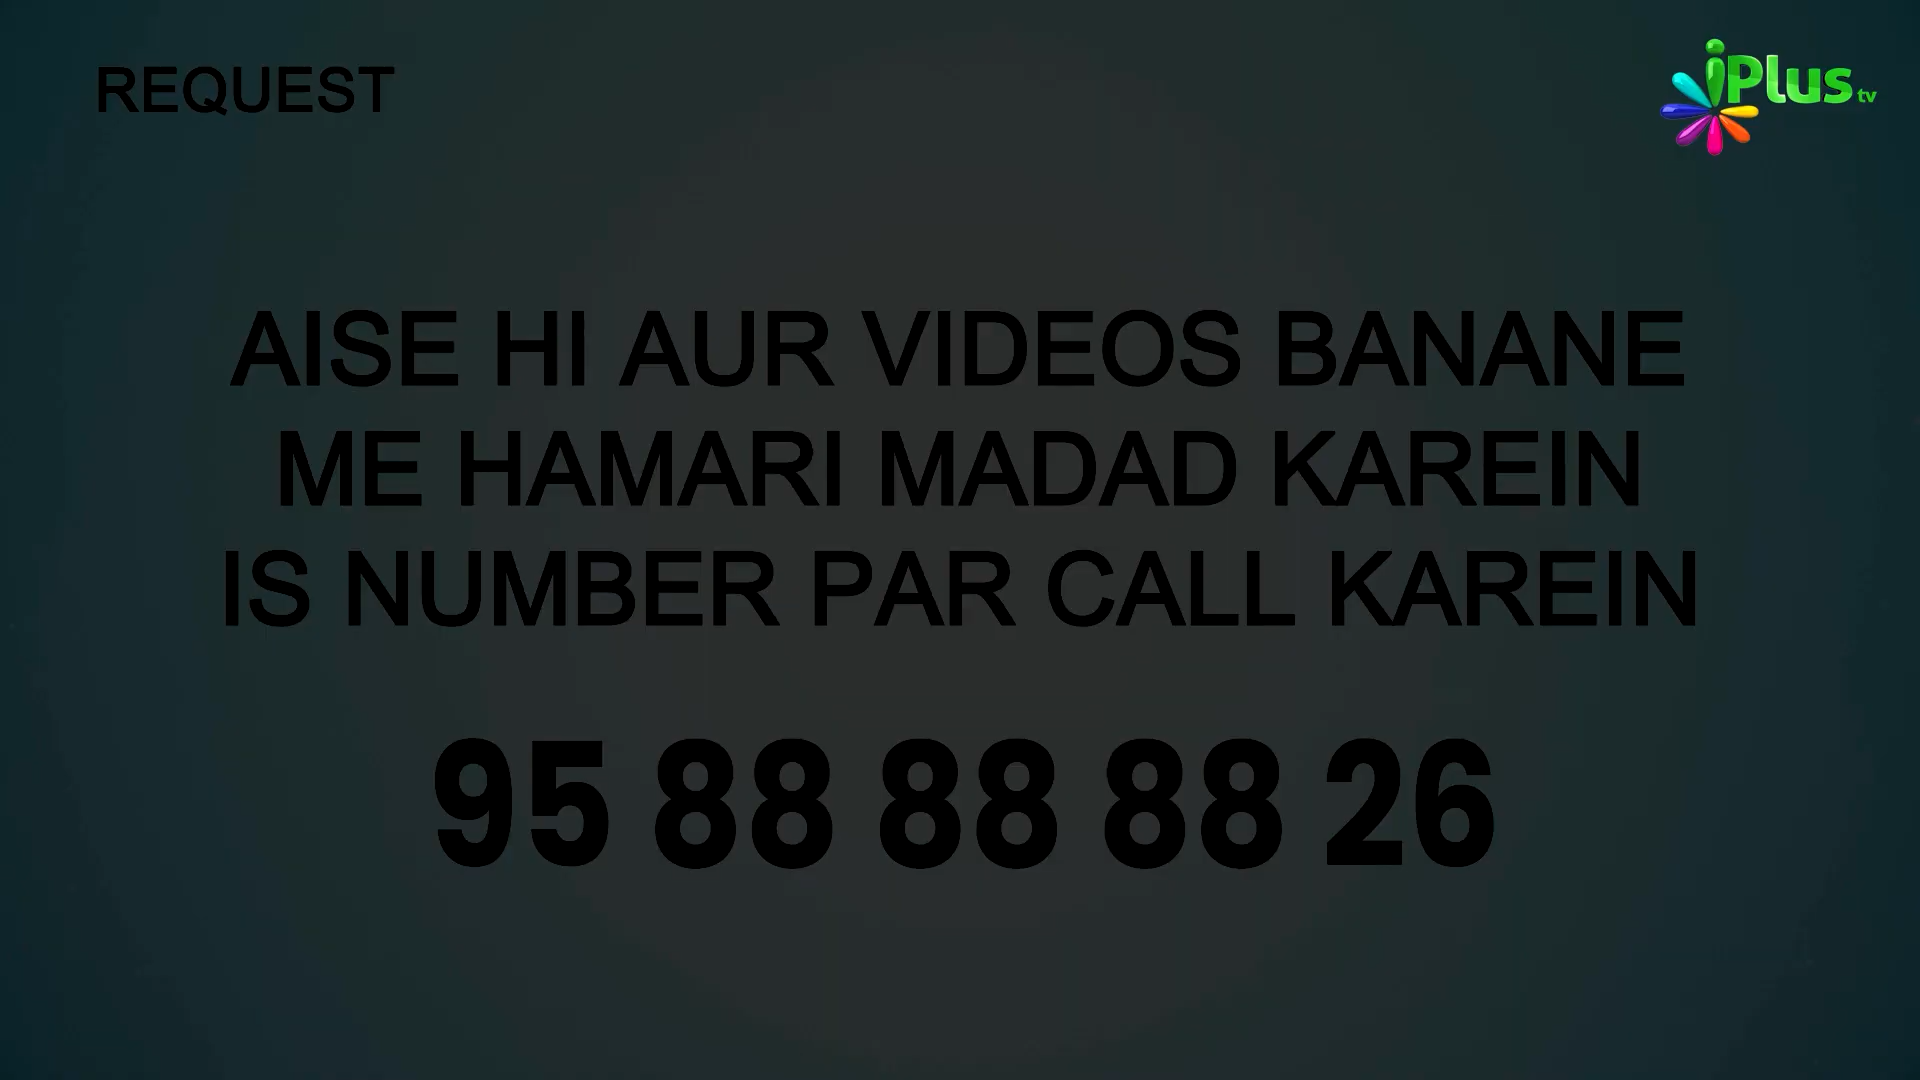 REQUEST
iPlus tv
AISE HI AUR VIDEOS BANANE
ME HAMARI MADAD KAREIN
IS NUMBER PAR CALL KAREIN
95 88 88 88 26